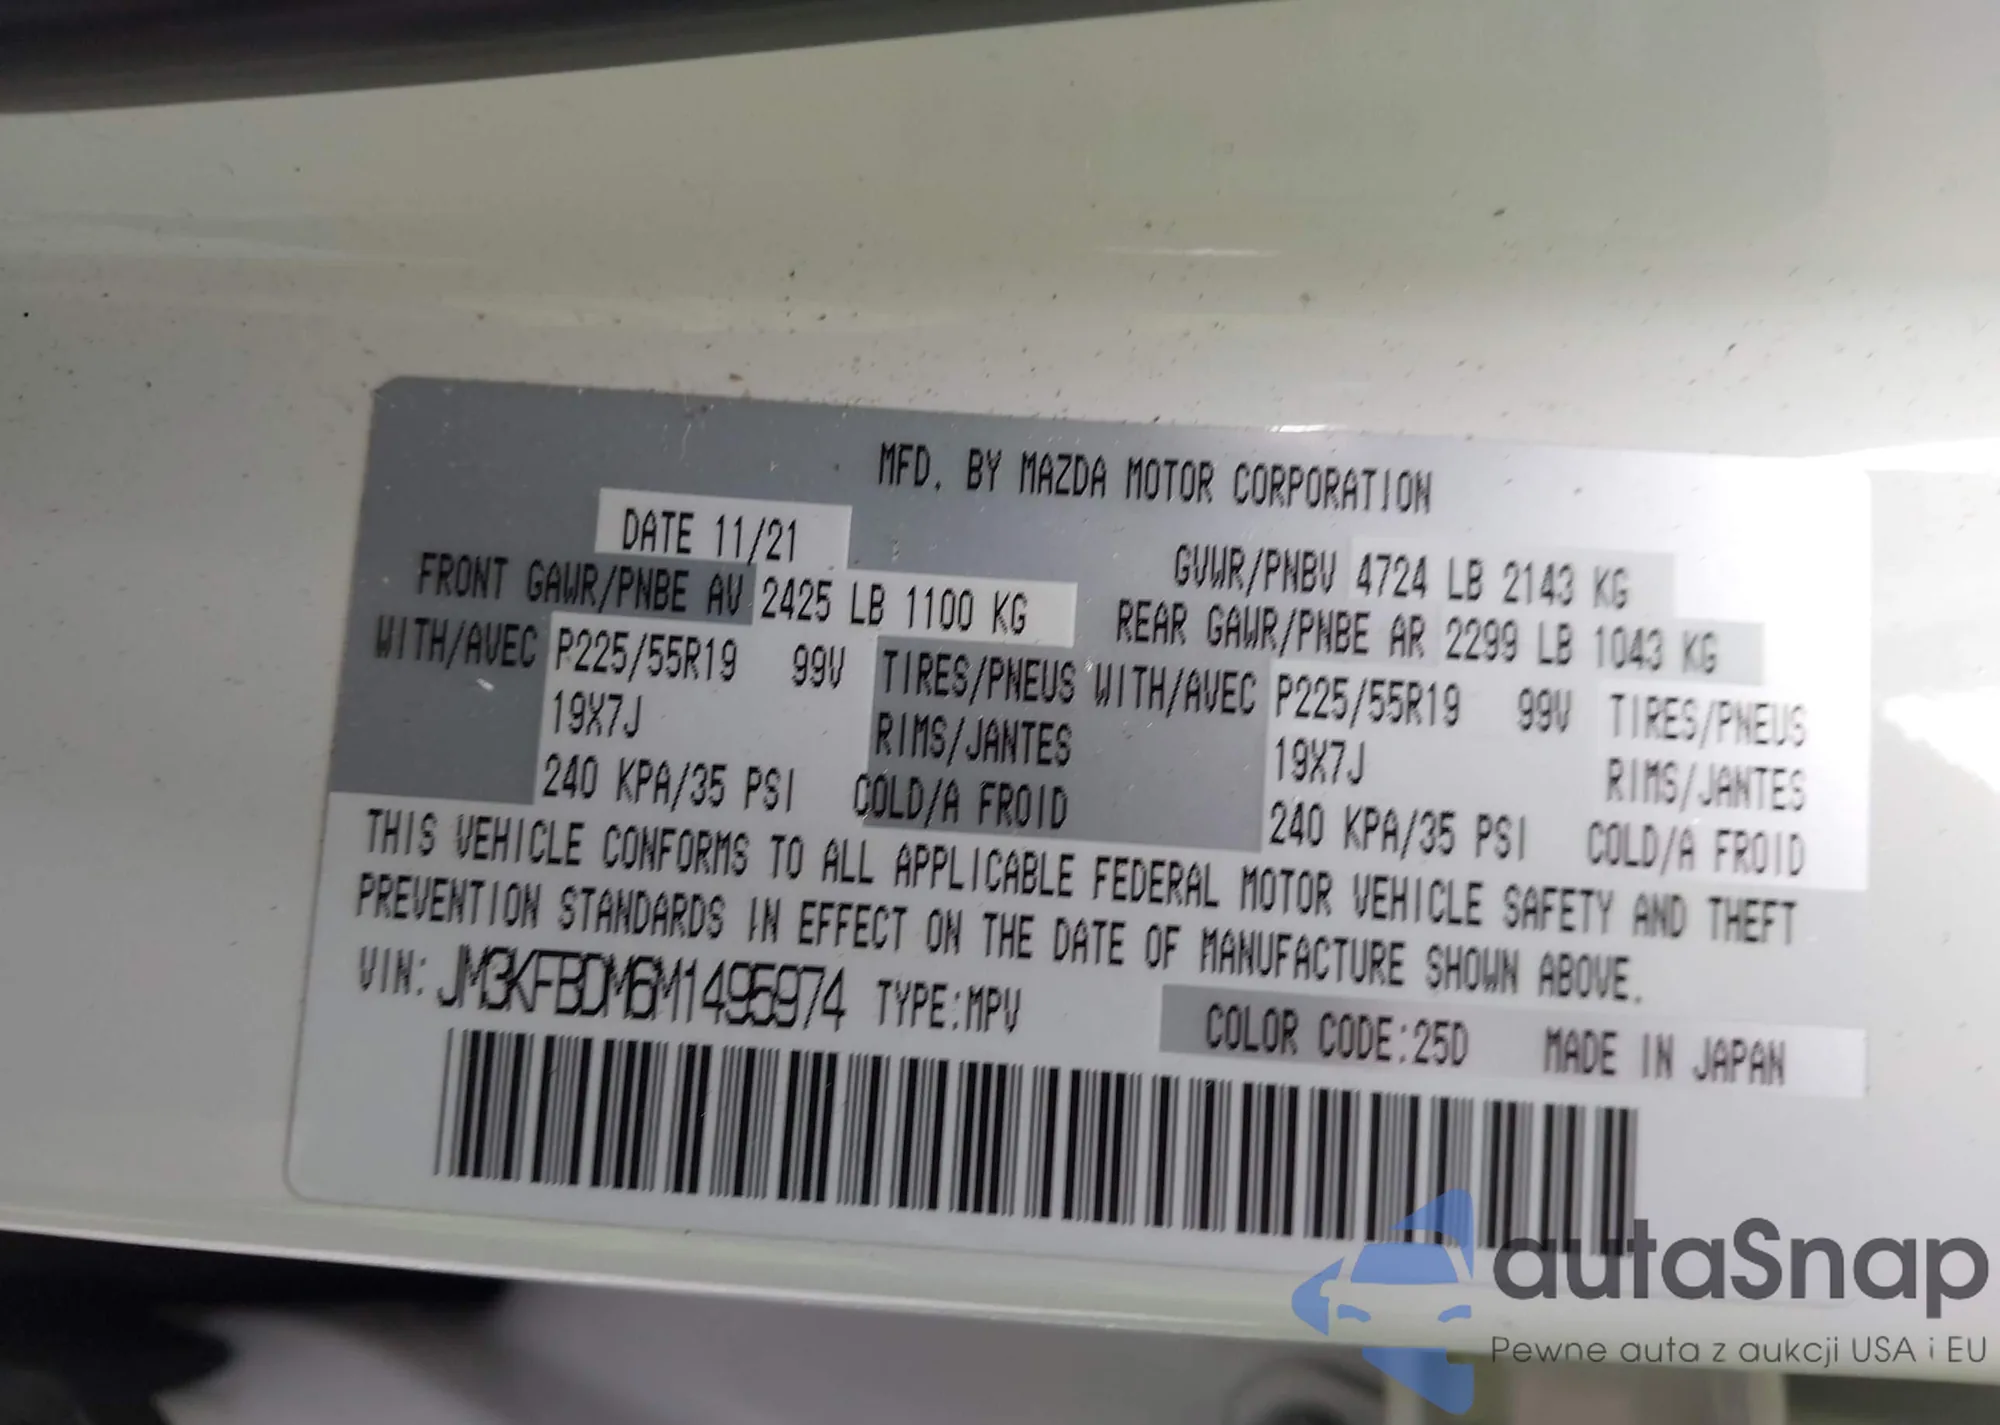 MFD. BY MAZDA MOTOR CORPORATION
DATE 11/21
GVWR/PNBV 4724 LB 2143 KG
FRONT GAWR/PNBE AV 2425 LB 1100 KG
REAR GAWR/PNBE AR 2299 LB 1043 KG
WITH/AVEC P225/55R19 99V TIRES/PNEUS WITH/AVEC P225/55R19 99V TIRES/PNEUS
19X7J RIMS/JANTES 19X7J RIMS/JANTES
240 KPA/35 PSI COLD/A FROID 240 KPA/35 PSI COLD/A FROID
THIS VEHICLE CONFORMS TO ALL APPLICABLE FEDERAL MOTOR VEHICLE SAFETY AND THEFT
PREVENTION STANDARDS IN EFFECT ON THE DATE OF MANUFACTURE SHOWN ABOVE.
VIN: JM3KFBDM6M1495974 TYPE:MPV
COLOR CODE:25D MADE IN JAPAN
autaSnap
Pewne auta z aukcji USA i EU